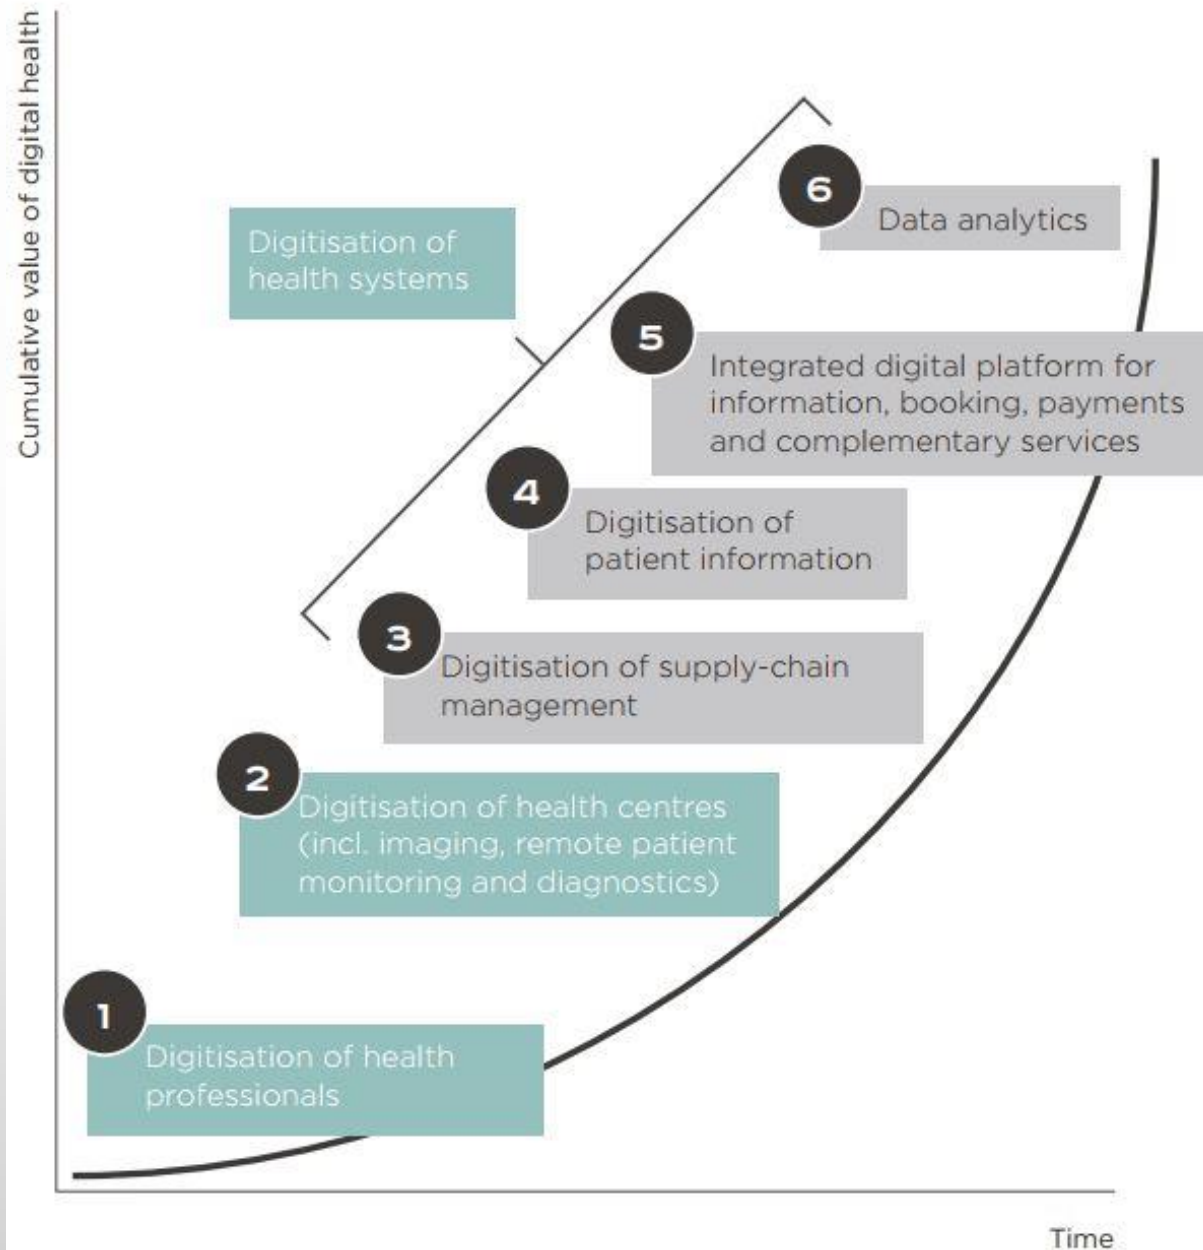 Cumulative value of digital health
6
Data analytics
Digitisation of
health systems
5
Integrated digital platform for
information, booking, payments
and complementary services
4
Digitisation of
patient information
3
Digitisation of supply-chain
management
2
Digitisation of health centres
(incl. imaging, remote patient
monitoring and diagnostics)
1
Digitisation of health
professionals
Time